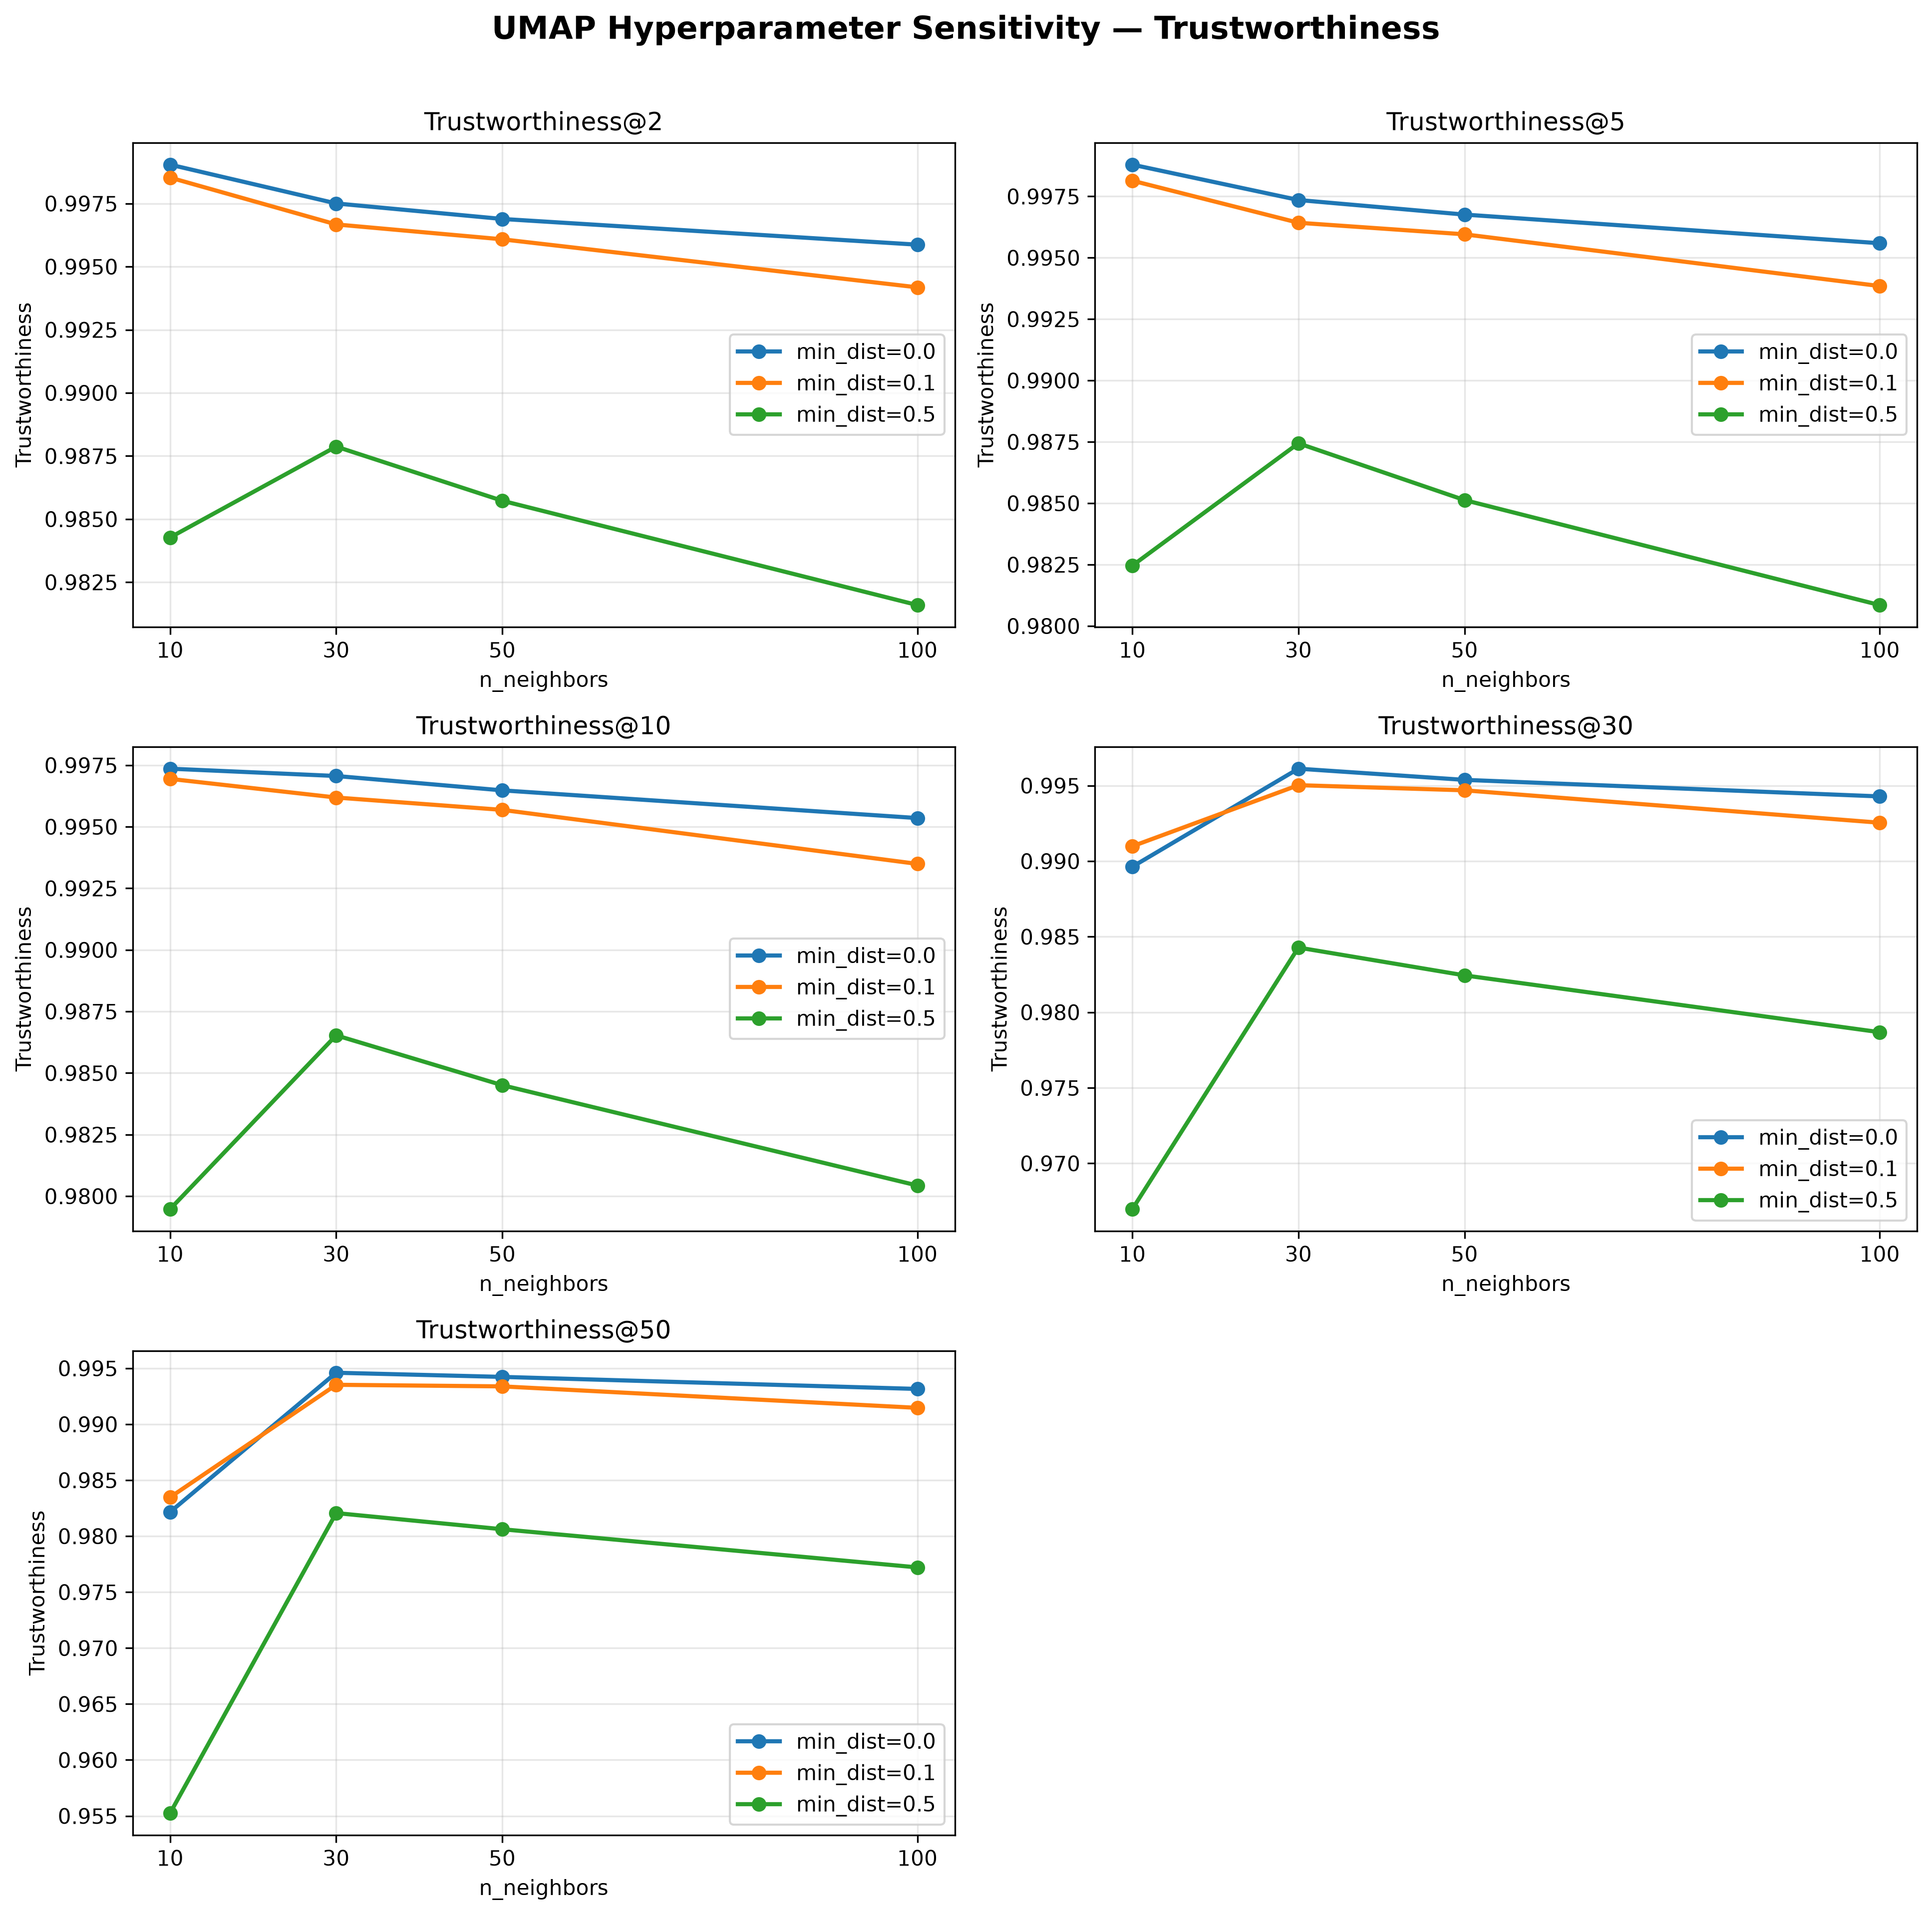 UMAP Hyperparameter Sensitivity — Trustworthiness
Trustworthiness@2
Trustworthiness
0.9975
0.9950
0.9925
0.9900
0.9875
0.9850
0.9825
min_dist=0.0
min_dist=0.1
min_dist=0.5
10 30 50 100
n_neighbors
Trustworthiness@5
Trustworthiness
0.9975
0.9950
0.9925
0.9900
0.9875
0.9850
0.9825
0.9800
min_dist=0.0
min_dist=0.1
min_dist=0.5
10 30 50 100
n_neighbors
Trustworthiness@10
Trustworthiness
0.9975
0.9950
0.9925
0.9900
0.9875
0.9850
0.9825
0.9800
min_dist=0.0
min_dist=0.1
min_dist=0.5
10 30 50 100
n_neighbors
Trustworthiness@30
Trustworthiness
0.995
0.990
0.985
0.980
0.975
0.970
min_dist=0.0
min_dist=0.1
min_dist=0.5
10 30 50 100
n_neighbors
Trustworthiness@50
Trustworthiness
0.995
0.990
0.985
0.980
0.975
0.970
0.965
0.960
0.955
min_dist=0.0
min_dist=0.1
min_dist=0.5
10 30 50 100
n_neighbors